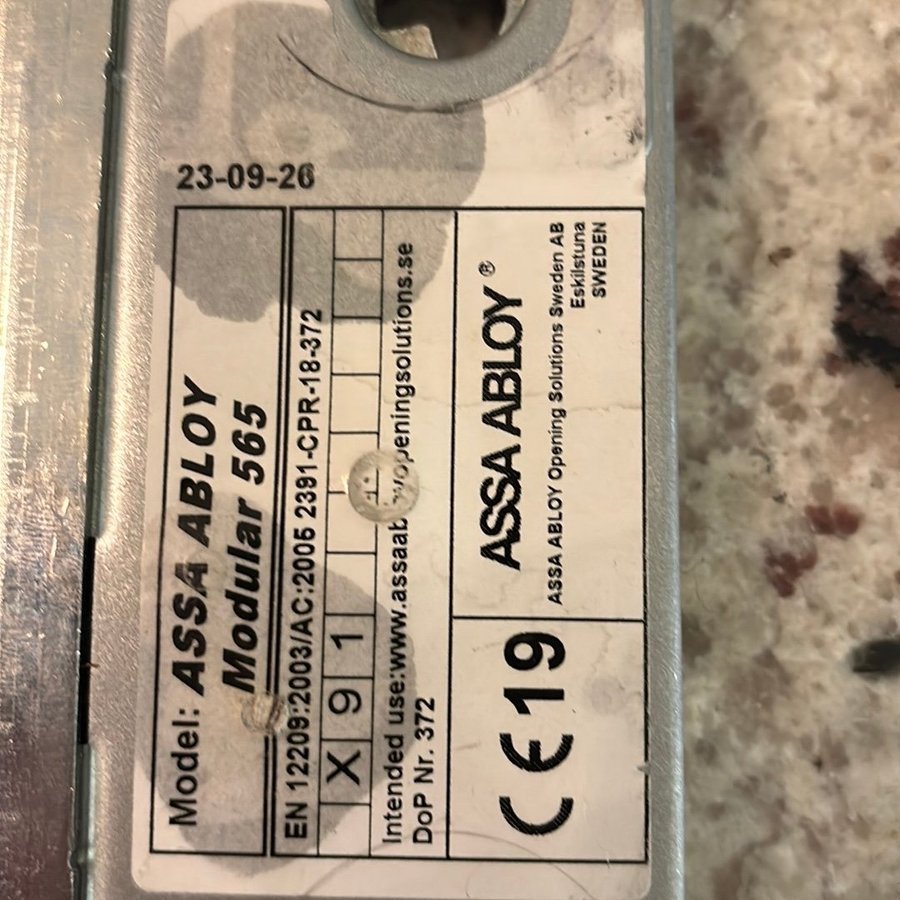 23-09-26
Model: ASSA ABLOY
Modular 565
EN 12209:2003/AC:2005 2391-CPR-18-372
X 9 1
Intended use:www.assaab openingsolutions.se
DoP Nr. 372
CE 19
ASSA ABLOY ®
ASSA ABLOY Opening Solutions Sweden AB
Eskilstuna
SWEDEN